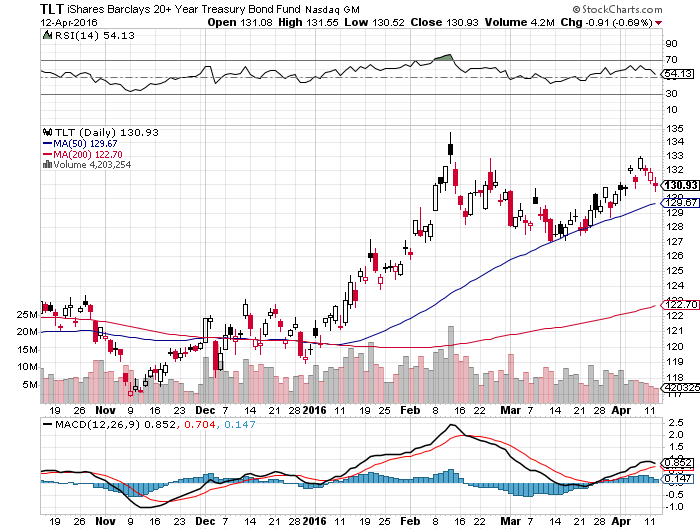 TLT iShares Barclays 20+ Year Treasury Bond Fund Nasdaq GM © StockCharts.com
12-Apr-2016 Open 131.08 High 131.55 Low 130.52 Close 130.93 Volume 4.2M Chg -0.91 (-0.69%)
RSI(14) 54.13
90
70
54.13
30
10
TLT (Daily) 130.93
MA(50) 129.67
MA(200) 122.70
Volume 4,203,254
135
134
133
132
130.93
130
129.67
129
128
127
126
125
124
123
122.70
122
121
120
119
118
4203254
117
25M
20M
15M
10M
5M
19 26 Nov 9 16 23 Dec 7 14 21 28 2016 11 19 25 Feb 8 16 22 Mar 7 14 21 28 Apr 11
MACD(12,26,9) 0.852, 0.704, 0.147
2.5
2.0
1.5
0.852
0.147
-0.5
-1.0
19 26 Nov 9 16 23 Dec 7 14 21 28 2016 11 19 25 Feb 8 16 22 Mar 7 14 21 28 Apr 11